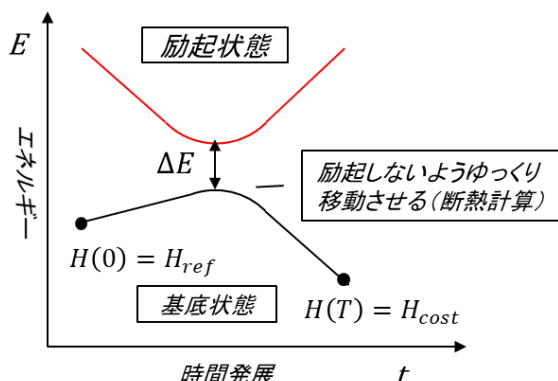 E
励起状態
エネルギー
ΔE
励起しないようゆっくり
移動させる(断熱計算)
H(0) = H_ref
基底状態
H(T) = H_cost
時間発展
t